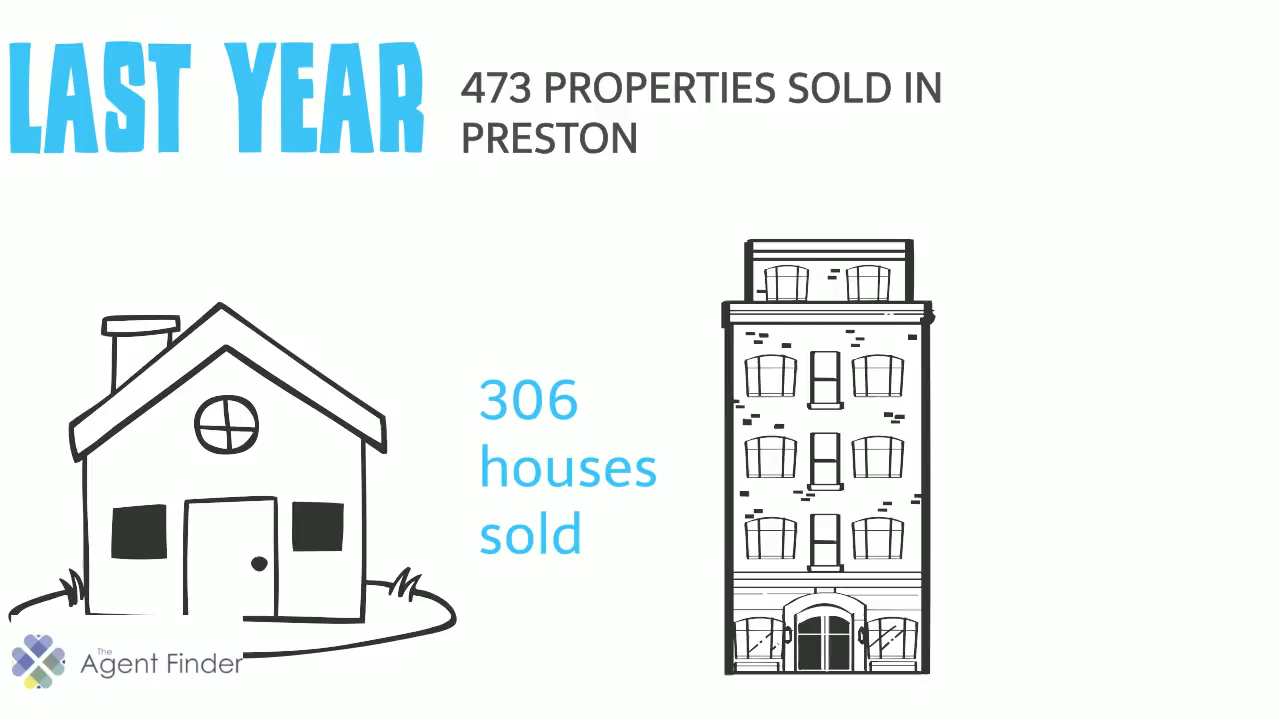 LAST YEAR
473 PROPERTIES SOLD IN
PRESTON
306
houses
sold
The
Agent Finder